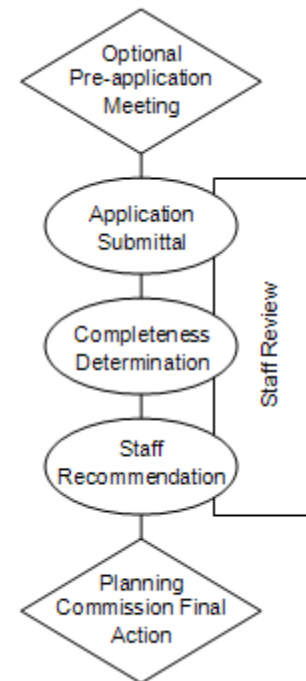 Optional
Pre-application
Meeting
Application
Submittal
Completeness
Determination
Staff
Recommendation
Staff Review
Planning
Commission Final
Action